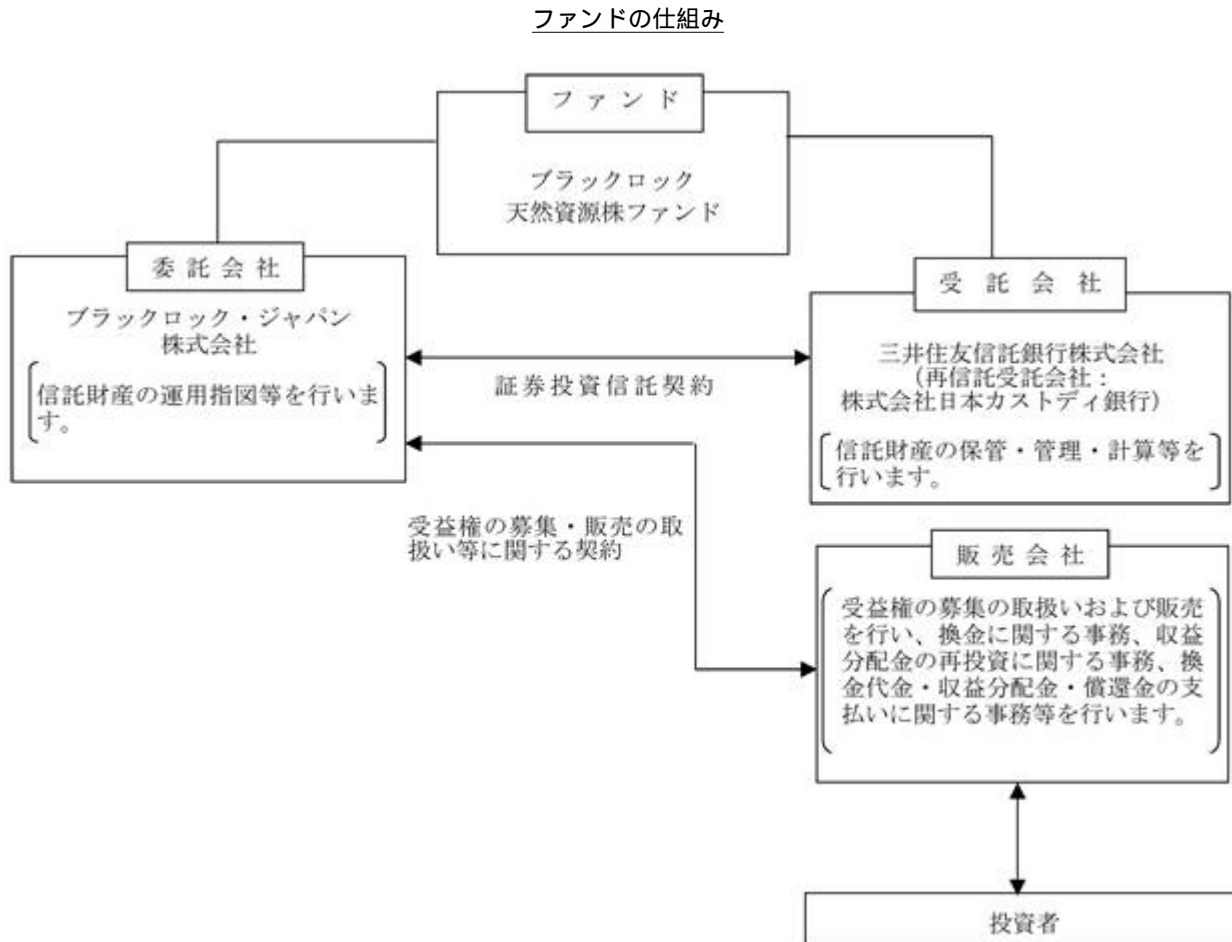 ファンドの仕組み
ファンド
ブラックロック
天然資源株ファンド
委託会社
ブラックロック・ジャパン
株式会社
信託財産の運用指図等を行いま
す。
証券投資信託契約
受託会社
三井住友信託銀行株式会社
(再信託受託会社:
株式会社日本カストディ銀行)
信託財産の保管・管理・計算等を
行います。
受益権の募集・販売の取
扱い等に関する契約
販売会社
受益権の募集の取扱いおよび販売
を行い、換金に関する事務、収益
分配金の再投資に関する事務、換
金代金・収益分配金・償還金の支
払いに関する事務等を行います。
投資者